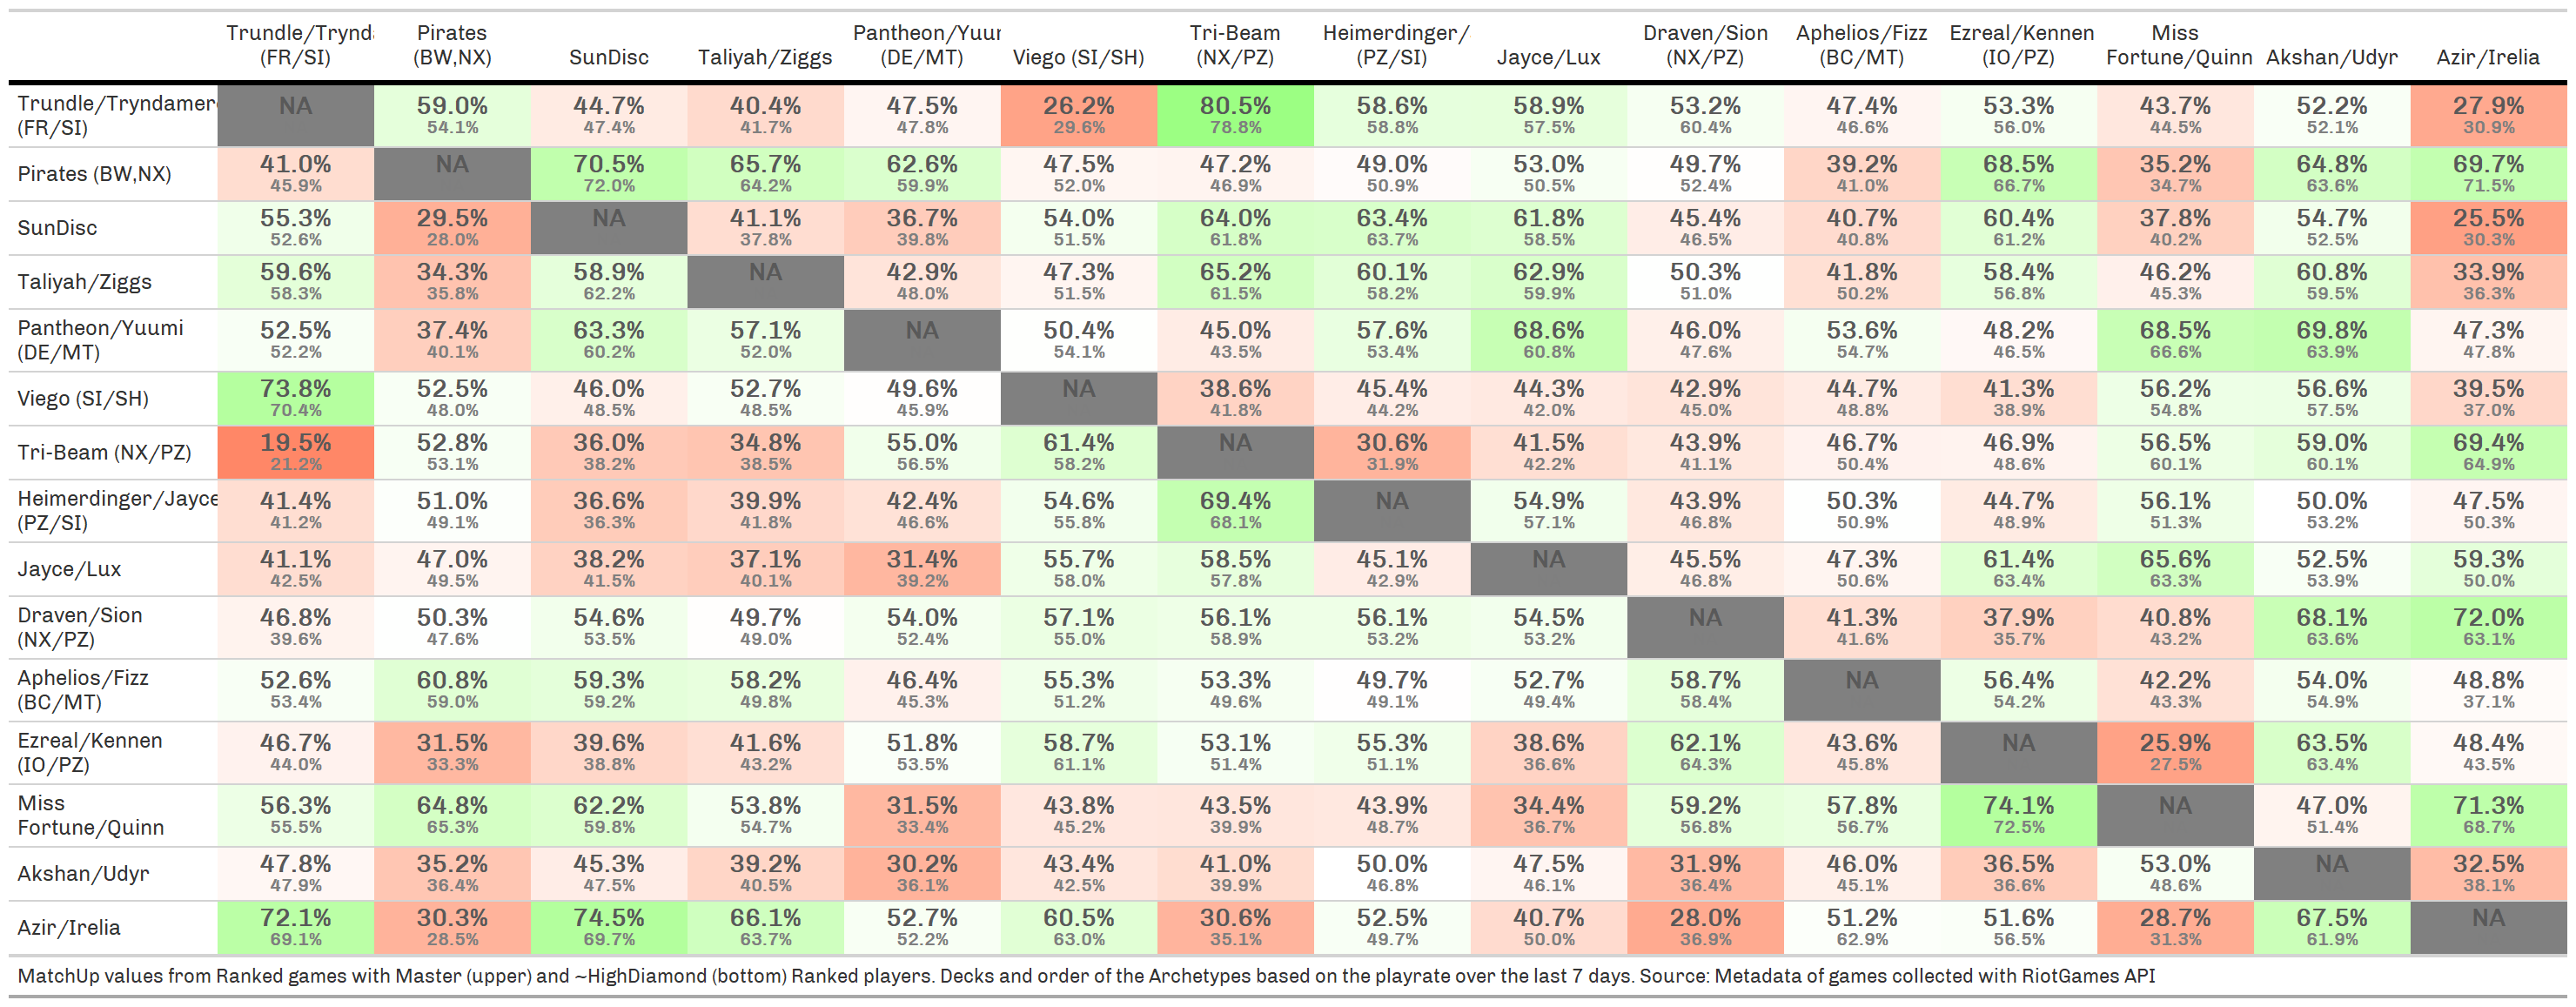 Trundle/Trynd Pirates Pantheon/Yuur Tri-Beam Heimerdinger/ Draven/Sion Aphelios/Fizz Ezreal/Kennen Miss
(FR/SI) (BW,NX) SunDisc Taliyah/Ziggs (DE/MT) Viego (SI/SH) (NX/PZ) (PZ/SI) Jayce/Lux (NX/PZ) (BC/MT) (IO/PZ) Fortune/Quinn Akshan/Udyr Azir/Irelia
Trundle/Tryndamer NA 59.0% 44.7% 40.4% 47.5% 26.2% 80.5% 58.6% 58.9% 53.2% 47.4% 53.3% 43.7% 52.2% 27.9%
(FR/SI) 54.1% 47.4% 41.7% 47.8% 29.6% 78.8% 58.8% 57.5% 60.4% 46.6% 56.0% 44.5% 52.1% 30.9%
Pirates (BW,NX) 41.0% NA 70.5% 65.7% 62.6% 47.5% 47.2% 49.0% 53.0% 49.7% 39.2% 68.5% 35.2% 64.8% 69.7%
45.9% 72.0% 64.2% 59.9% 52.0% 46.9% 50.9% 50.5% 52.4% 41.0% 66.7% 34.7% 63.6% 71.5%
SunDisc 55.3% 29.5% NA 41.1% 36.7% 54.0% 64.0% 63.4% 61.8% 45.4% 40.7% 60.4% 37.8% 54.7% 25.5%
52.6% 28.0% 37.8% 39.8% 51.5% 61.8% 63.7% 58.5% 46.5% 40.8% 61.2% 40.2% 52.5% 30.3%
Taliyah/Ziggs 59.6% 34.3% 58.9% NA 42.9% 47.3% 65.2% 60.1% 62.9% 50.3% 41.8% 58.4% 46.2% 60.8% 33.9%
58.3% 35.8% 62.2% 48.0% 51.5% 61.5% 58.2% 59.9% 51.0% 50.2% 56.8% 45.3% 59.5% 36.3%
Pantheon/Yuumi 52.5% 37.4% 63.3% 57.1% NA 50.4% 45.0% 57.6% 68.6% 46.0% 53.6% 48.2% 68.5% 69.8% 47.3%
(DE/MT) 52.2% 40.1% 60.2% 52.0% 54.1% 43.5% 53.4% 60.8% 47.6% 54.7% 46.5% 66.6% 63.9% 47.8%
Viego (SI/SH) 73.8% 52.5% 46.0% 52.7% 49.6% NA 38.6% 45.4% 44.3% 42.9% 44.7% 41.3% 56.2% 56.6% 39.5%
70.4% 48.0% 48.5% 48.5% 45.9% 41.8% 44.2% 42.0% 45.0% 48.8% 38.9% 54.8% 57.5% 37.0%
Tri-Beam (NX/PZ) 19.5% 52.8% 36.0% 34.8% 55.0% 61.4% NA 30.6% 41.5% 43.9% 46.7% 46.9% 56.5% 59.0% 69.4%
21.2% 53.1% 38.2% 38.5% 56.5% 58.2% 31.9% 42.2% 41.1% 50.4% 48.6% 60.1% 60.1% 64.9%
Heimerdinger/Jayce 41.4% 51.0% 36.6% 39.9% 42.4% 54.6% 69.4% NA 54.9% 43.9% 50.3% 44.7% 56.1% 50.0% 47.5%
(PZ/SI) 41.2% 49.1% 36.3% 41.8% 46.6% 55.8% 68.1% 57.1% 46.8% 50.9% 48.9% 51.3% 53.2% 50.3%
Jayce/Lux 41.1% 47.0% 38.2% 37.1% 31.4% 55.7% 58.5% 45.1% NA 45.5% 47.3% 61.4% 65.6% 52.5% 59.3%
42.5% 49.5% 41.5% 40.1% 39.2% 58.0% 57.8% 42.9% 46.8% 50.6% 63.4% 63.3% 53.9% 50.0%
Draven/Sion 46.8% 50.3% 54.6% 49.7% 54.0% 57.1% 56.1% 56.1% 54.5% NA 41.3% 37.9% 40.8% 68.1% 72.0%
(NX/PZ) 39.6% 47.6% 53.5% 49.0% 52.4% 55.0% 58.9% 53.2% 53.2% 41.6% 35.7% 43.2% 63.6% 63.1%
Aphelios/Fizz 52.6% 60.8% 59.3% 58.2% 46.4% 55.3% 53.3% 49.7% 52.7% 58.7% NA 56.4% 42.2% 54.0% 48.8%
(BC/MT) 53.4% 59.0% 59.2% 49.8% 45.3% 51.2% 49.6% 49.1% 49.4% 58.4% 54.2% 43.3% 54.9% 37.1%
Ezreal/Kennen 46.7% 31.5% 39.6% 41.6% 51.8% 58.7% 53.1% 55.3% 38.6% 62.1% 43.6% NA 25.9% 63.5% 48.4%
(IO/PZ) 44.0% 33.3% 38.8% 43.2% 53.5% 61.1% 51.4% 51.1% 36.6% 64.3% 45.8% 27.5% 63.4% 43.5%
Miss 56.3% 64.8% 62.2% 53.8% 31.5% 43.8% 43.5% 43.9% 34.4% 59.2% 57.8% 74.1% NA 47.0% 71.3%
Fortune/Quinn 55.5% 65.3% 59.8% 54.7% 33.4% 45.2% 39.9% 48.7% 36.7% 56.8% 56.7% 72.5% 51.4% 68.7%
Akshan/Udyr 47.8% 35.2% 45.3% 39.2% 30.2% 43.4% 41.0% 50.0% 47.5% 31.9% 46.0% 36.5% 53.0% NA 32.5%
47.9% 36.4% 47.5% 40.5% 36.1% 42.5% 39.9% 46.8% 46.1% 36.4% 45.1% 36.6% 48.6% 38.1%
Azir/Irelia 72.1% 30.3% 74.5% 66.1% 52.7% 60.5% 30.6% 52.5% 40.7% 28.0% 51.2% 51.6% 28.7% 67.5% NA
69.1% 28.5% 69.7% 63.7% 52.2% 63.0% 35.1% 49.7% 50.0% 36.9% 62.9% 56.5% 31.3% 61.9%
MatchUp values from Ranked games with Master (upper) and ~HighDiamond (bottom) Ranked players. Decks and order of the Archetypes based on the playrate over the last 7 days. Source: Metadata of games collected with RiotGames API